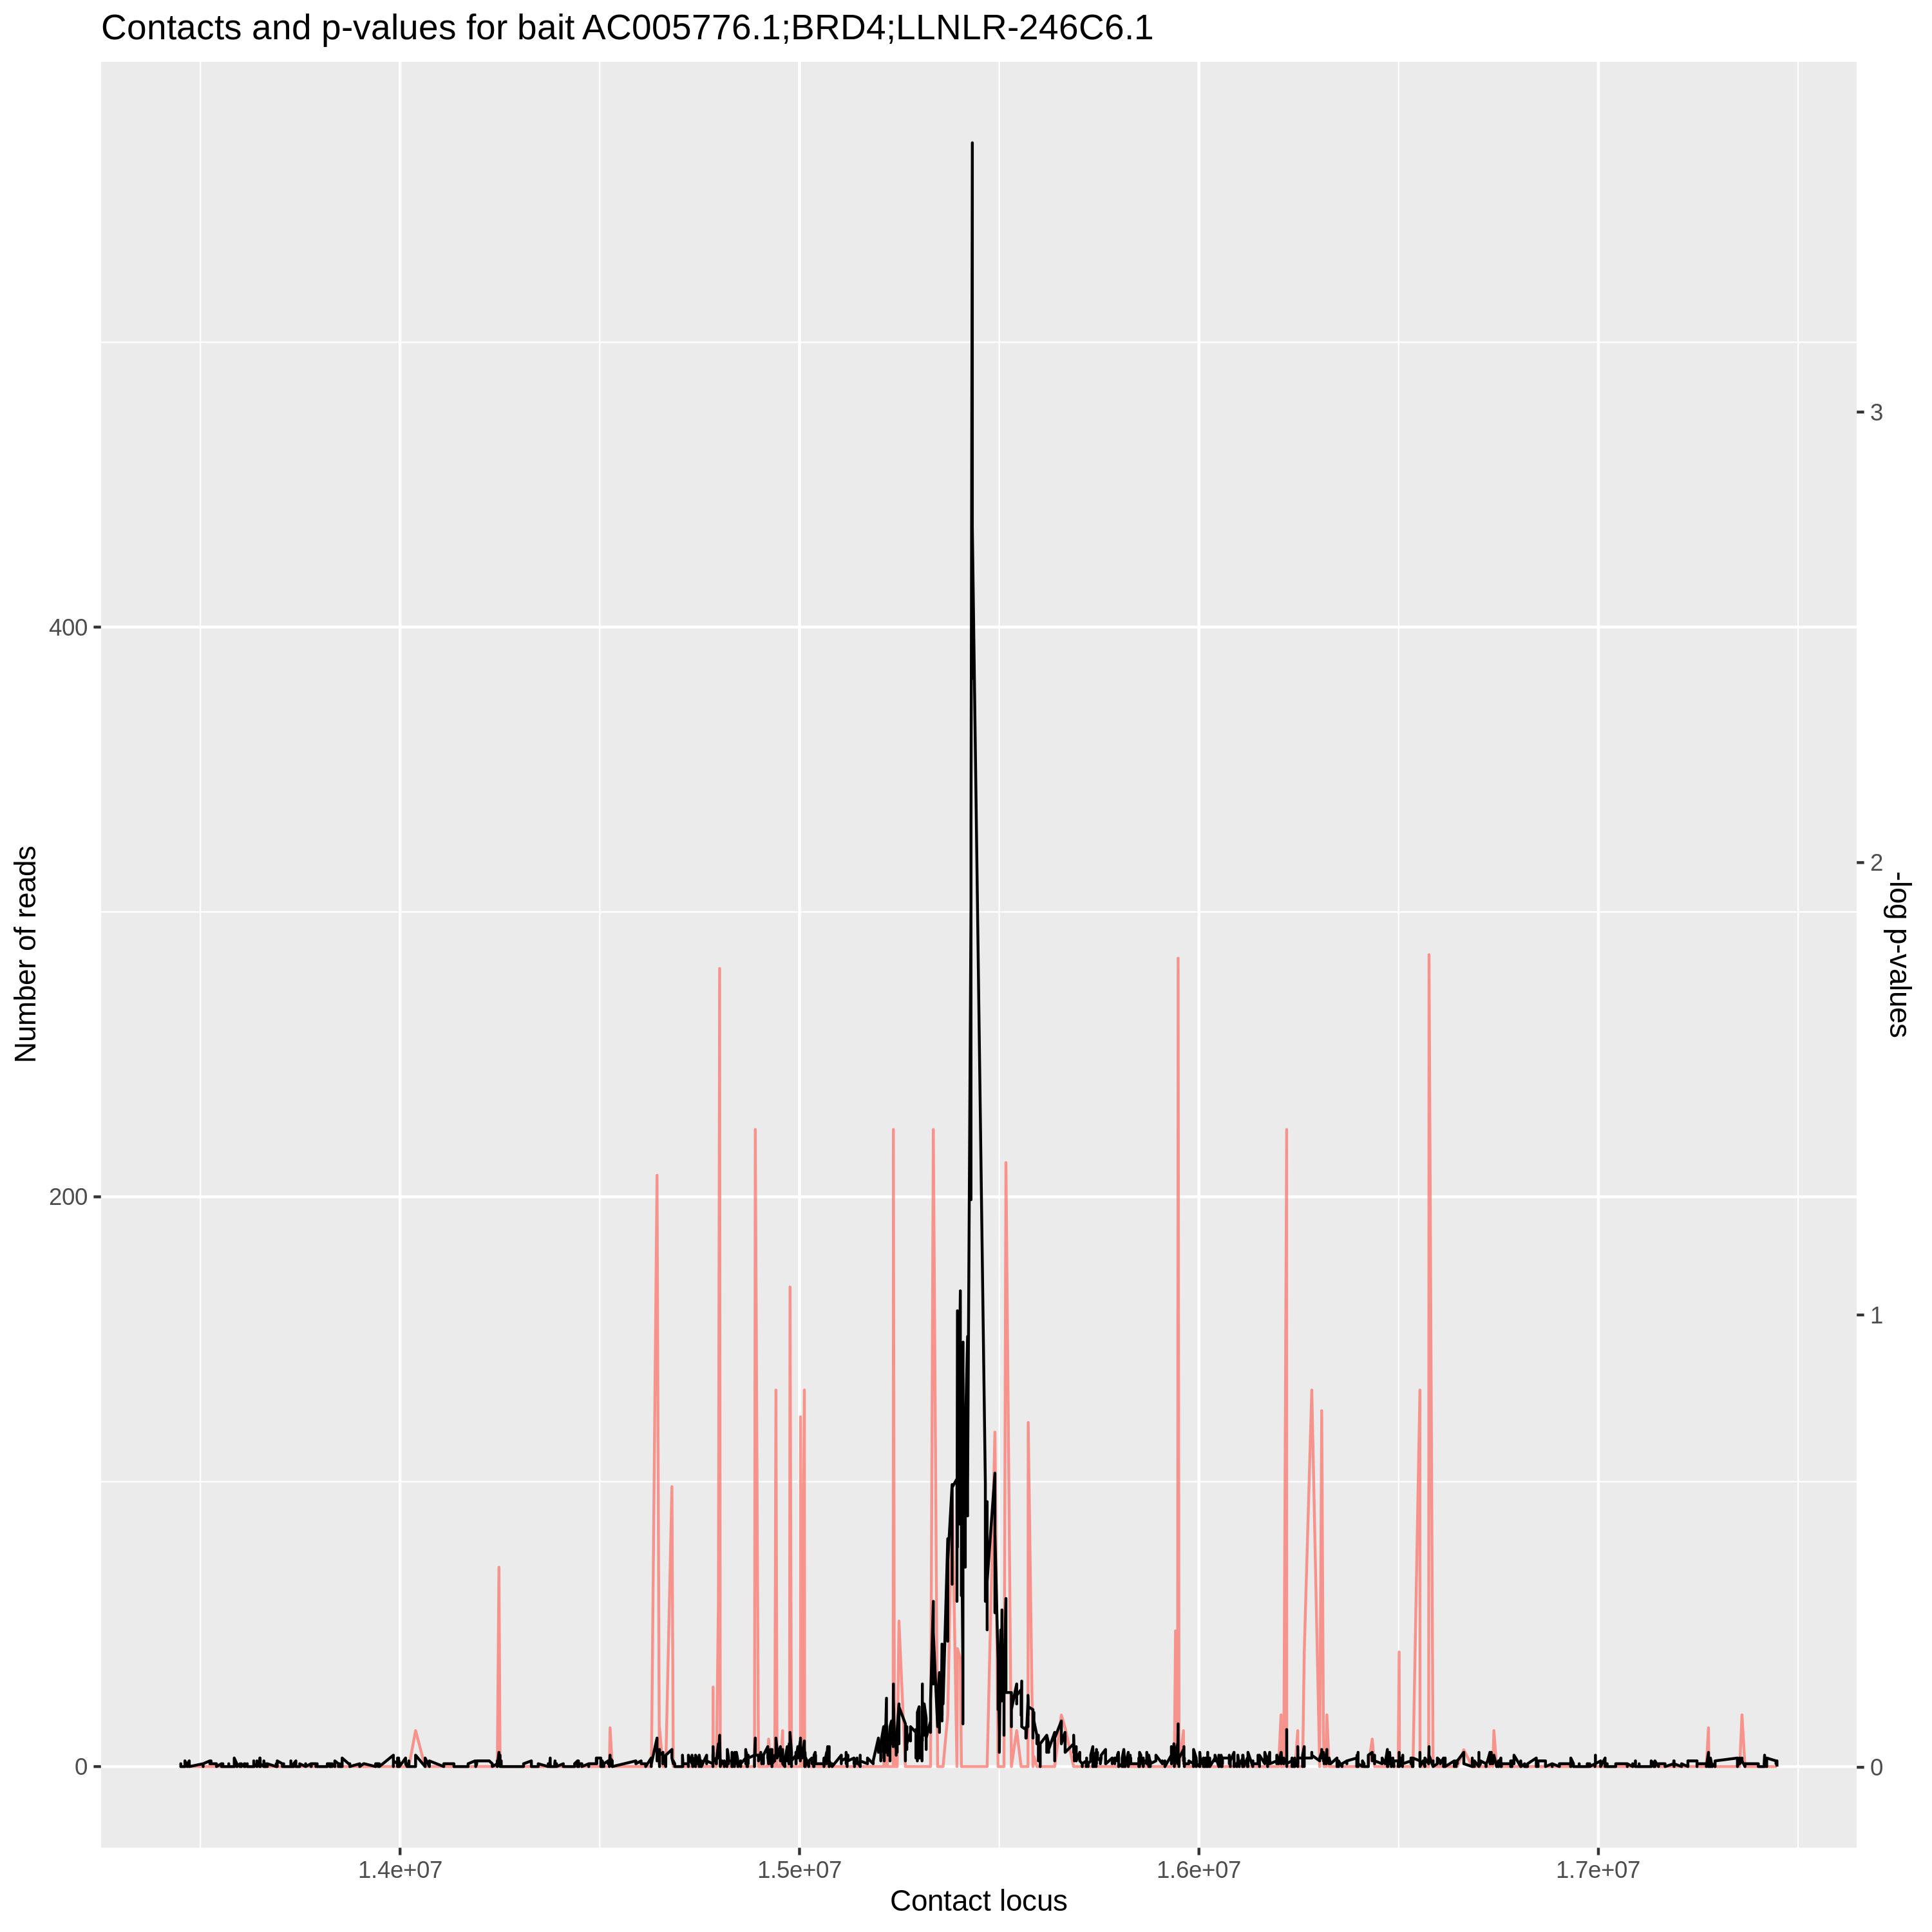 Contacts and p-values for bait AC005776.1;BRD4;LLNLR-246C6.1
Number of reads
400
200
0
3
2
1
0
-log p-values
1.4e+07 1.5e+07 1.6e+07 1.7e+07
Contact locus